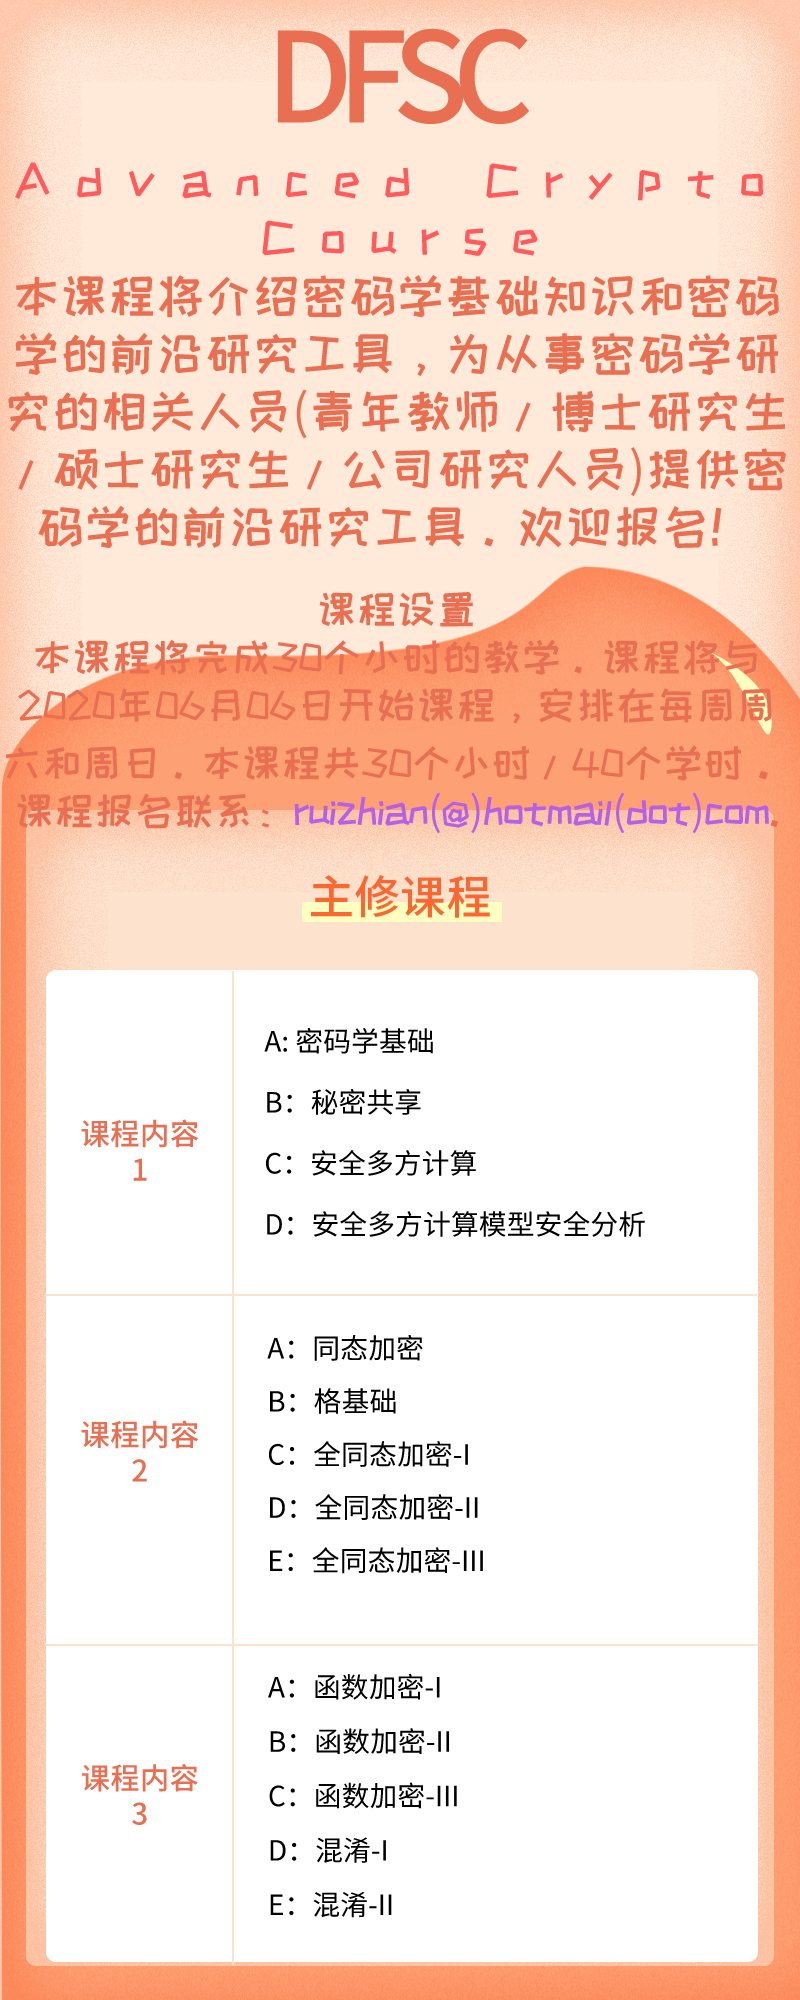 DFSC
Advanced Crypto
Course
本课程将介绍密码学基础知识和密码
学的前沿研究工具，为从事密码学研
究的相关人员(青年教师/博士研究生
/硕士研究生/公司研究人员)提供密
码学的前沿研究工具。欢迎报名!
课程设置
本课程将完成30个小时的教学。课程将与
2020年06月06日开始课程，安排在每周周
六和周日。本课程共30个小时/40个学时。
课程报名联系：ruizhian(@)hotmail(dot)com.
主修课程
课程内容
1
A: 密码学基础
B：秘密共享
C：安全多方计算
D：安全多方计算模型安全分析
课程内容
2
A：同态加密
B：格基础
C：全同态加密-I
D：全同态加密-II
E：全同态加密-III
课程内容
3
A：函数加密-I
B：函数加密-II
C：函数加密-III
D：混淆-I
E：混淆-II